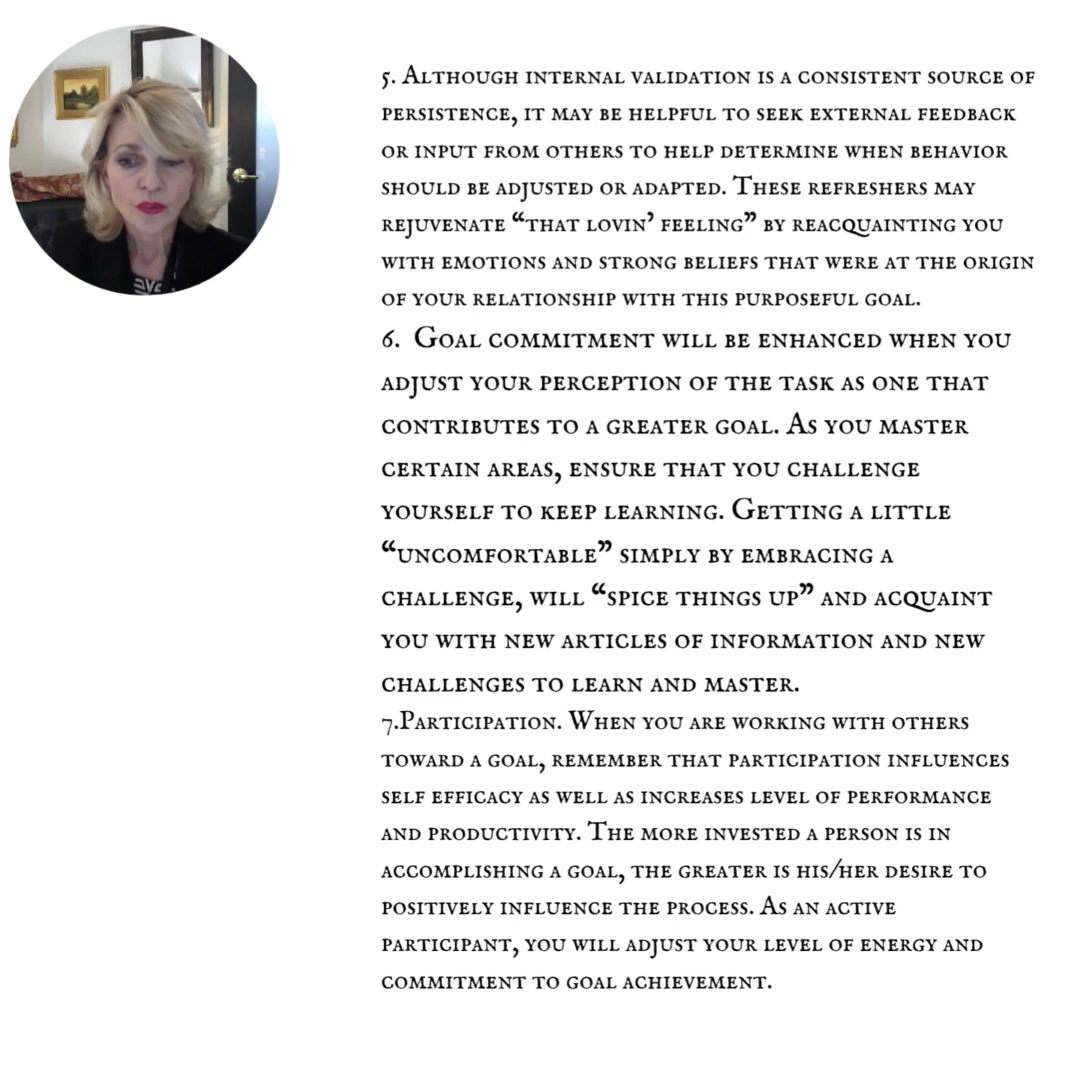 5. Although internal validation is a consistent source of
persistence, it may be helpful to seek external feedback
or input from others to help determine when behavior
should be adjusted or adapted. These refreshers may
rejuvenate “that lovin’ feeling” by reacquainting you
with emotions and strong beliefs that were at the origin
of your relationship with this purposeful goal.
6.  Goal commitment will be enhanced when you
adjust your perception of the task as one that
contributes to a greater goal. As you master
certain areas, ensure that you challenge
yourself to keep learning. Getting a little
“uncomfortable” simply by embracing a
challenge, will “spice things up” and acquaint
you with new articles of information and new
challenges to learn and master.
7.Participation. When you are working with others
toward a goal, remember that participation influences
self efficacy as well as increases level of performance
and productivity. The more invested a person is in
accomplishing a goal, the greater is his/her desire to
positively influence the process. As an active
participant, you will adjust your level of energy and
commitment to goal achievement.